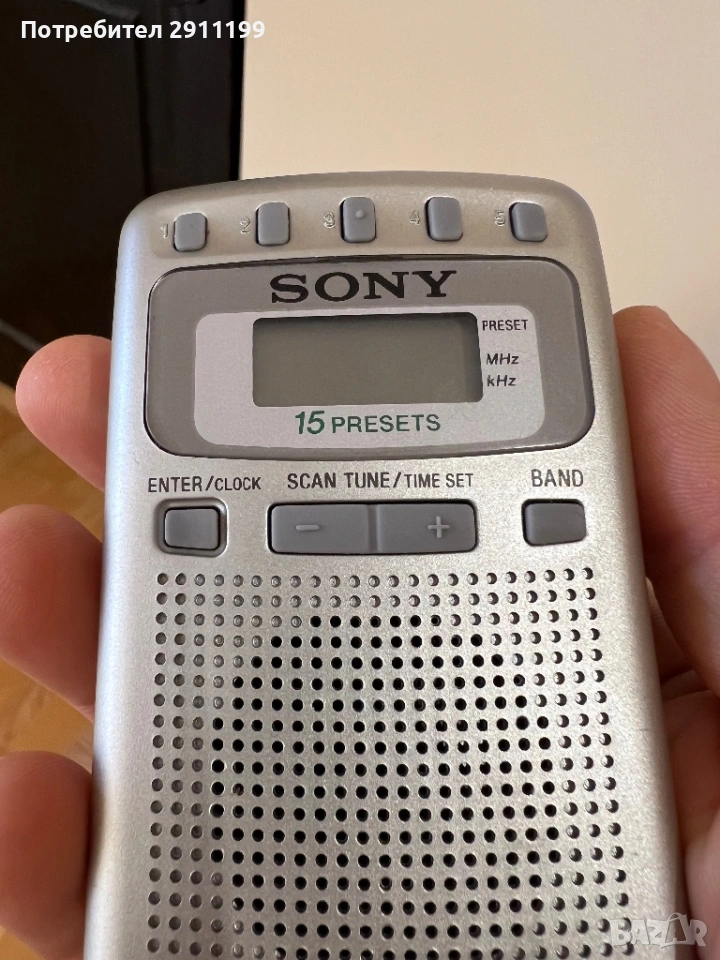 Потребител 2911199
1 2 3 4 5
SONY
PRESET
MHz
kHz
15 PRESETS
ENTER/CLOCK SCAN TUNE/TIME SET BAND
− +
BAZAR